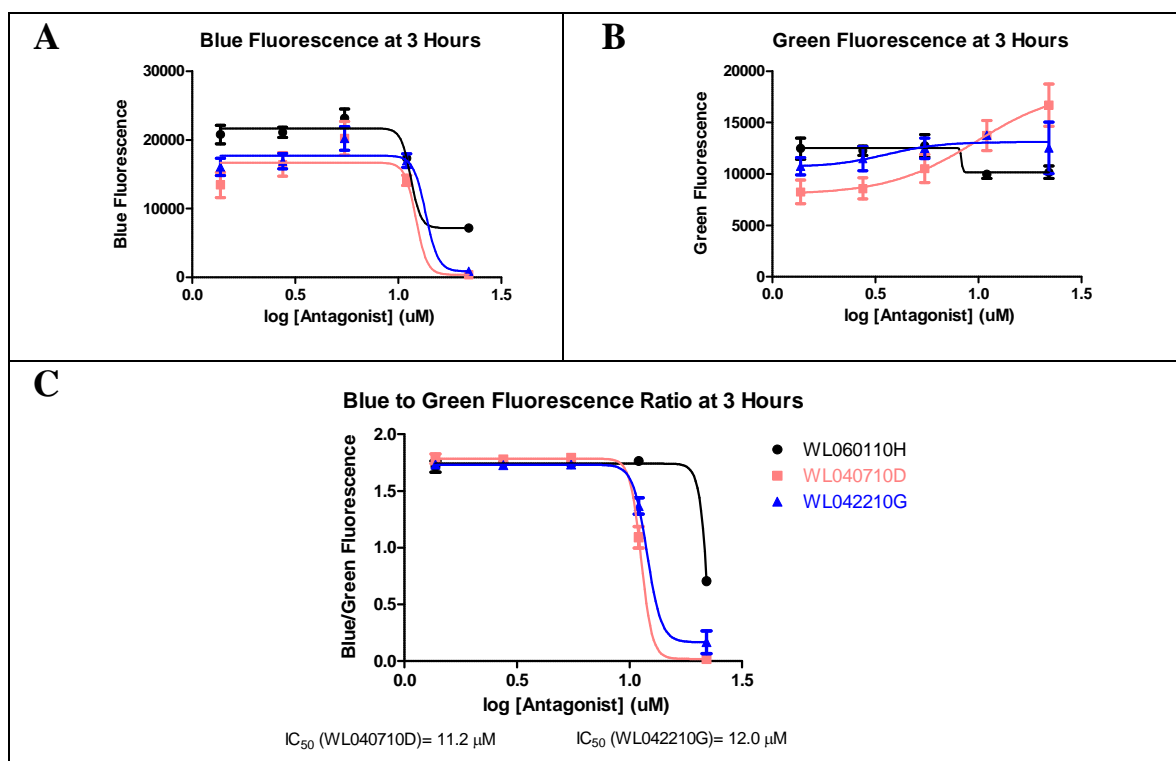 A
Blue Fluorescence at 3 Hours
30000
20000
10000
0
0.0 0.5 1.0 1.5
Blue Fluorescence
log [Antagonist] (uM)
B
Green Fluorescence at 3 Hours
20000
15000
10000
5000
0
0.0 0.5 1.0 1.5
Green Fluorescence
log [Antagonist] (uM)
C
Blue to Green Fluorescence Ratio at 3 Hours
2.0
1.5
1.0
0.5
0.0
0.0 0.5 1.0 1.5
Blue/Green Fluorescence
log [Antagonist] (uM)
WL060110H
WL040710D
WL042210G
IC50 (WL040710D)= 11.2 μM IC50 (WL042210G)= 12.0 μM